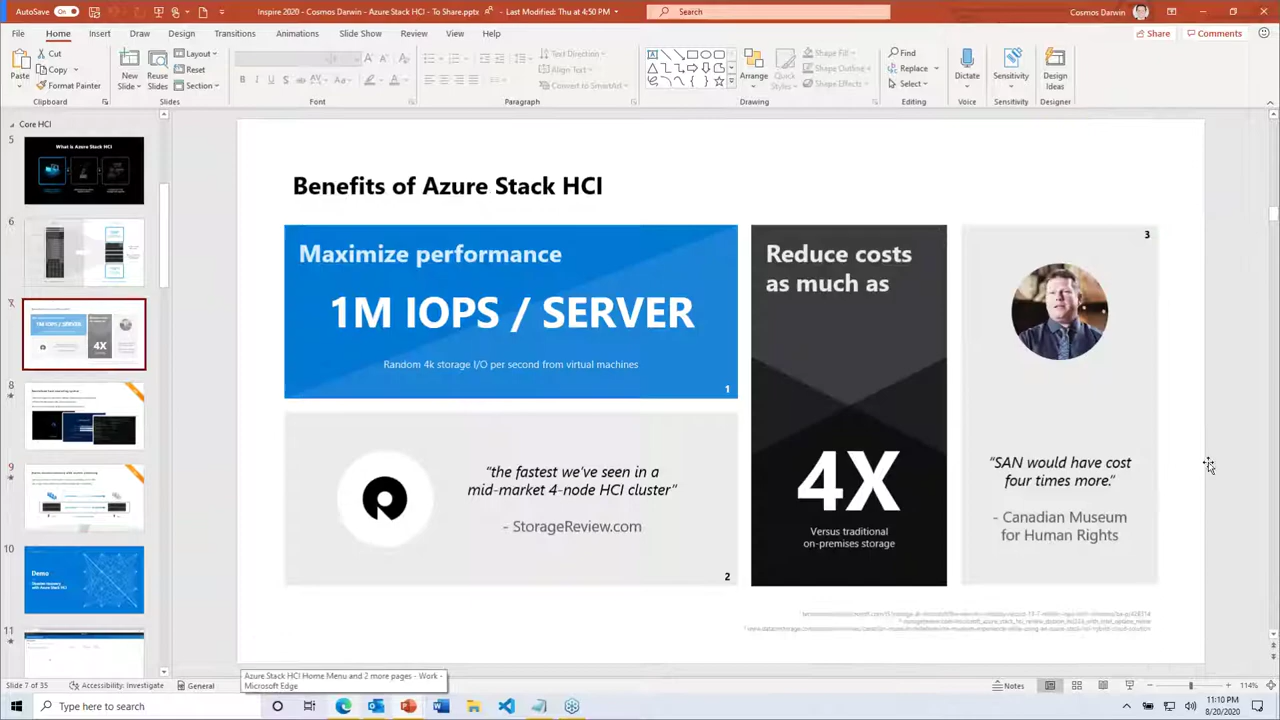 AutoSave On Inspire 2020 - Cosmos Darwin - Azure Stack HCI - To Share.pptx Last Modified: Thu at 4:50 PM Search Cosmos Darwin
File Home Insert Draw Design Transitions Animations Slide Show Review View Help Share Comments
Paste Cut Copy Format Painter Clipboard
New Slide Reuse Slides Layout Reset Section Slides
B I U S ab AV Aa A Font
Text Direction Align Text Convert to SmartArt Paragraph
Arrange Quick Styles Shape Fill Shape Outline Shape Effects Drawing
Find Replace Select Editing
Dictate Voice
Sensitivity Sensitivity
Design Ideas Designer
Core HCI
5
What is Azure Stack HCI
6
7
1M IOPS / SERVER
4X
8
9
10
Demo
11
Benefits of Azure Stack HCI
Maximize performance
1M IOPS / SERVER
Random 4k storage I/O per second from virtual machines
1
"the fastest we've seen in a
mid-market 4-node HCI cluster"
- StorageReview.com
2
Reduce costs
as much as
4X
Versus traditional
on-premises storage
3
"SAN would have cost
four times more."
- Canadian Museum
for Human Rights
Azure Stack HCI Home Menu and 2 more pages - Work -
Microsoft Edge
Slide 7 of 35 Accessibility: Investigate General Notes 114%
Type here to search 11:10 PM
8/20/2020